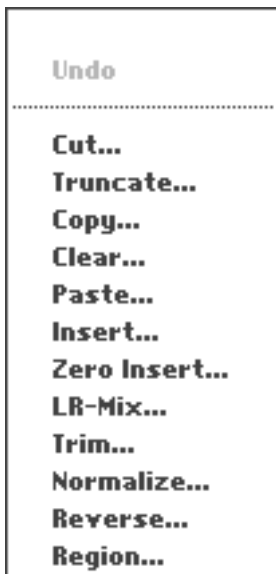 Undo
Cut...
Truncate...
Copy...
Clear...
Paste...
Insert...
Zero Insert...
LR-Mix...
Trim...
Normalize...
Reverse...
Region...